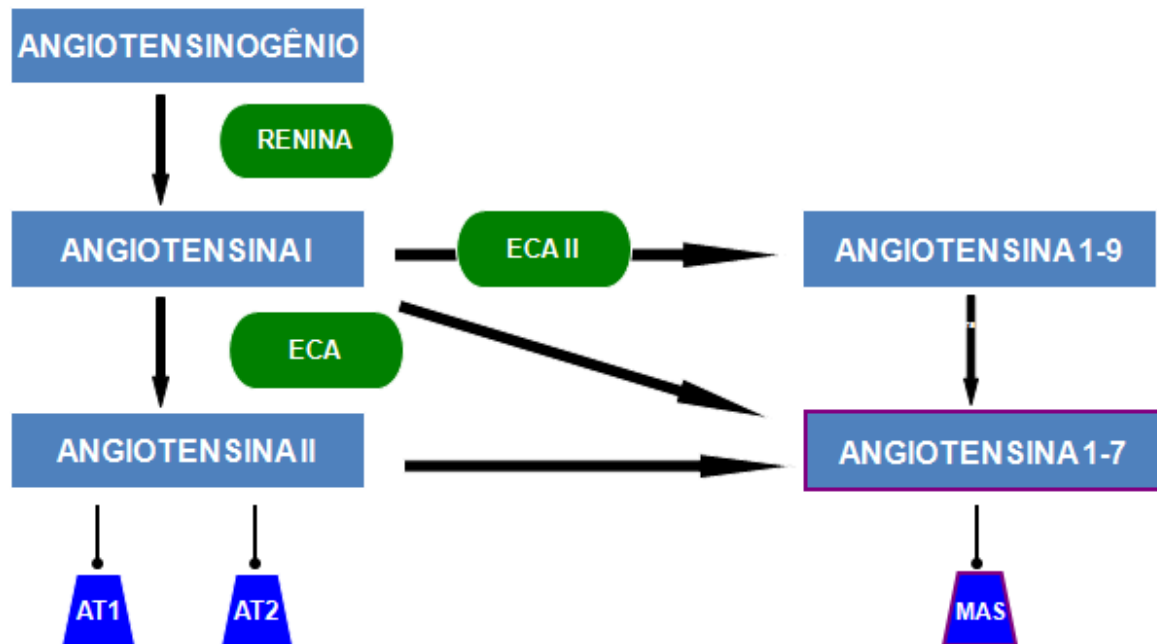 ANGIOTENSINOGÊNIO
RENINA
ANGIOTENSINA I
ECA II
ANGIOTENSINA 1-9
ECA
ANGIOTENSINA II
ANGIOTENSINA 1-7
AT1
AT2
MAS